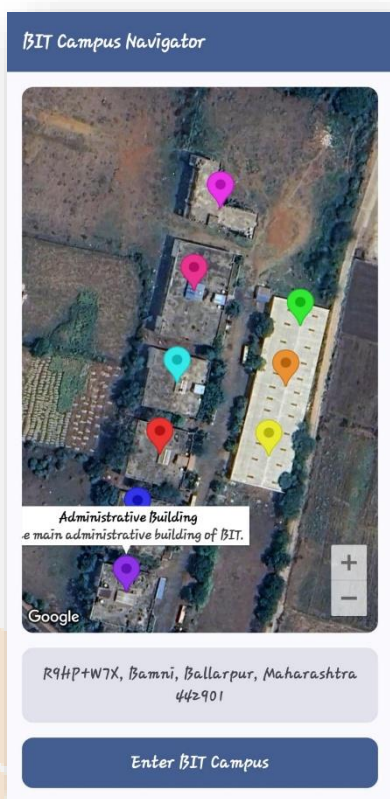 BIT Campus Navigator
Administrative Building
e main administrative building of BIT.
+
−
Google
R9HP+W7X, Bamni, Ballarpur, Maharashtra
442901
Enter BIT Campus